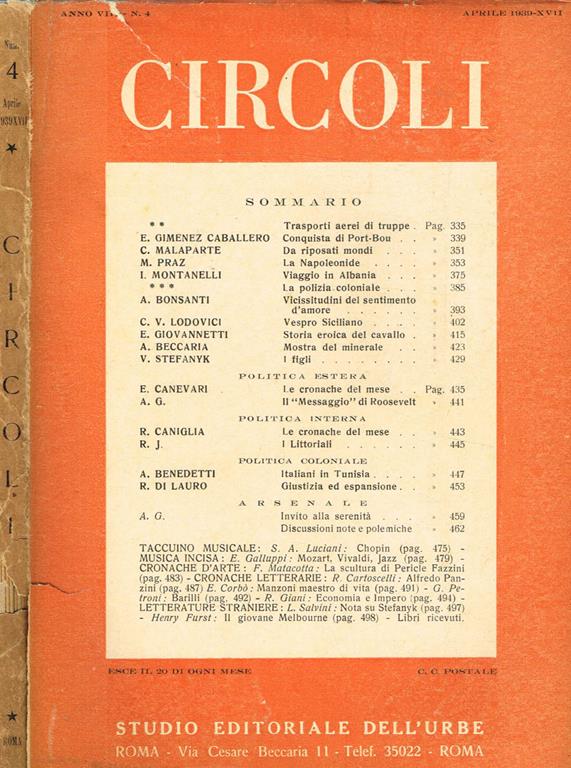 Num.
4
Aprile
1939XVII
CIRCOLI
ROMA
ANNO VIII - N. 4
APRILE 1939-XVII
CIRCOLI
SOMMARIO
* * Trasporti aerei di truppe . Pag. 335
E. GIMENEZ CABALLERO Conquista di Port-Bou . . » 339
C. MALAPARTE Da riposati mondi . . . » 351
M. PRAZ La Napoleonide . . . . » 353
I. MONTANELLI Viaggio in Albania . . . » 375
* * * La polizia coloniale . . . » 385
A. BONSANTI Vicissitudini del sentimento
d'amore . . . . . . » 393
C. V. LODOVICI Vespro Siciliano . . . . » 402
E. GIOVANNETTI Storia eroica del cavallo . » 415
A. BECCARIA Mostra del minerale . . » 423
V. STEFANYK I figli . . . . . . . » 429
POLITICA ESTERA
E. CANEVARI Le cronache del mese . . Pag. 435
A. G. Il "Messaggio" di Roosevelt » 441
POLITICA INTERNA
R. CANIGLIA Le cronache del mese . . » 443
R. J. I Littoriali . . . . . . » 445
POLITICA COLONIALE
A. BENEDETTI Italiani in Tunisia . . . » 447
R. DI LAURO Giustizia ed espansione . . » 453
ARSENALE
A. G. Invito alla serenità . . . » 459
Discussioni note e polemiche » 462
TACCUINO MUSICALE: S. A. Luciani: Chopin (pag. 475) -
MUSICA INCISA: E. Galluppi: Mozart, Vivaldi, Jazz (pag. 479) -
CRONACHE D'ARTE: F. Matacotta: La scultura di Pericle Fazzini
(pag. 483) - CRONACHE LETTERARIE: R. Cartoscelli: Alfredo Pan-
zini (pag. 487) E. Corbò: Manzoni maestro di vita (pag. 491) - G. Pe-
troni: Barilli (pag. 492) - R. Giani: Economia e Impero (pag. 494) -
LETTERATURE STRANIERE: L. Salvini: Nota su Stefanyk (pag. 497)
- Henry Furst: Il giovane Melbourne (pag. 498) - Libri ricevuti.
ESCE IL 20 DI OGNI MESE
C. C. POSTALE
STUDIO EDITORIALE DELL'URBE
ROMA - Via Cesare Beccaria 11 - Telef. 35022 - ROMA